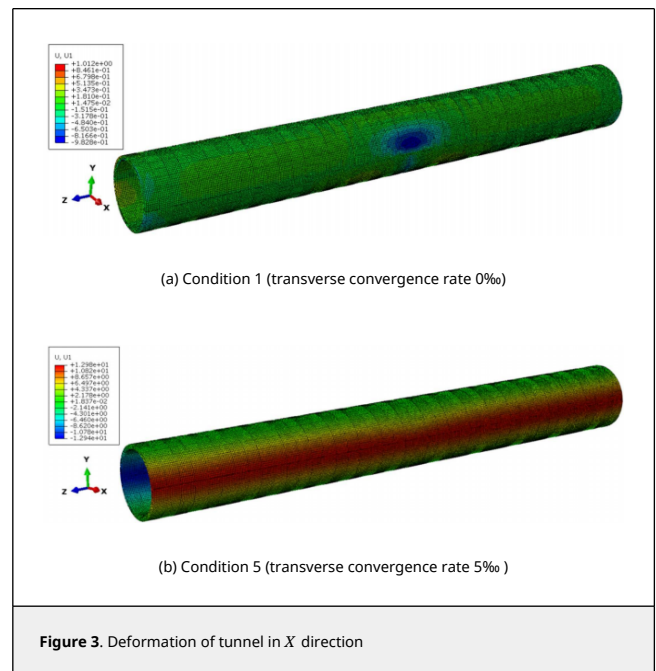 U, U1
+1.012e+00
+8.461e-01
+6.798e-01
+5.135e-01
+3.473e-01
+1.810e-01
+1.475e-02
-1.515e-01
-3.178e-01
-4.840e-01
-6.503e-01
-8.166e-01
-9.828e-01
Y
Z
X
(a) Condition 1 (transverse convergence rate 0‰)
U, U1
+1.298e+01
+1.082e+01
+8.657e+00
+6.497e+00
+4.337e+00
+2.178e+00
+1.837e-02
-2.141e+00
-4.301e+00
-6.460e+00
-8.620e+00
-1.078e+01
-1.294e+01
Y
Z
X
(b) Condition 5 (transverse convergence rate 5‰ )
Figure 3. Deformation of tunnel in X direction